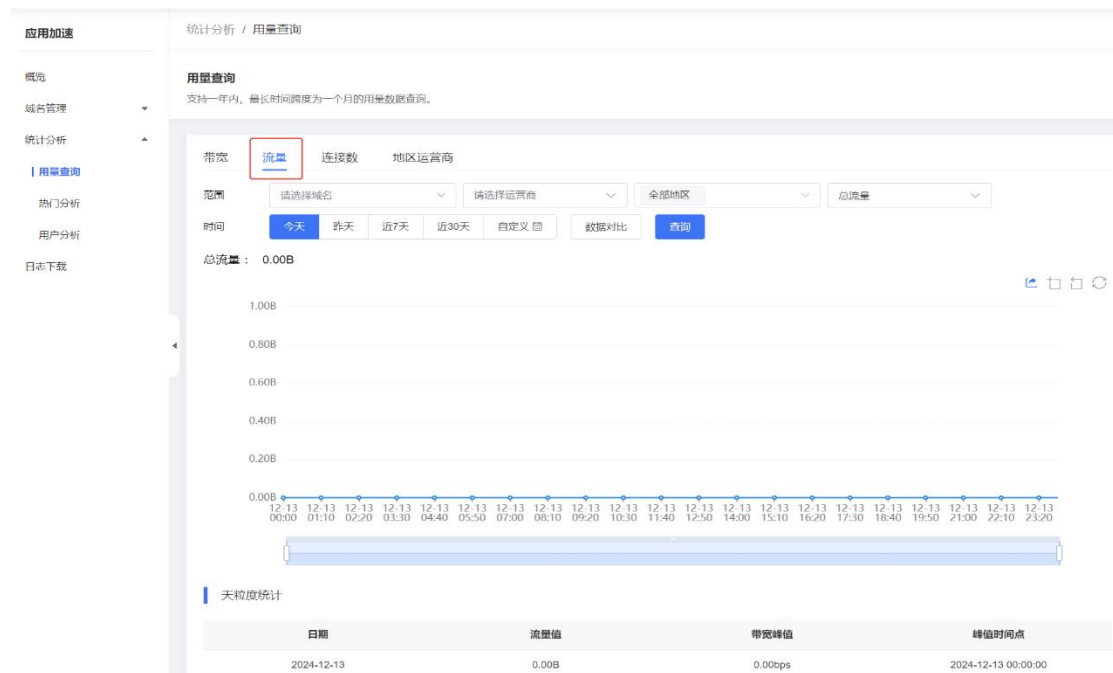 应用加速
统计分析 / 用量查询
概览
域名管理
统计分析
用量查询
热门分析
用户分析
日志下载
用量查询
支持一年内，最长时间跨度为一个月的用量数据查询。
带宽 流量 连接数 地区运营商
范围 请选择域名 请选择运营商 全部地区 总流量
时间 今天 昨天 近7天 近30天 自定义 数据对比 查询
总流量： 0.00B
1.00B
0.80B
0.60B
0.40B
0.20B
0.00B
12-13 12-13 12-13 12-13 12-13 12-13 12-13 12-13 12-13 12-13 12-13 12-13 12-13 12-13 12-13 12-13 12-13 12-13 12-13 12-13 12-13
00:00 01:10 02:20 03:30 04:40 05:50 07:00 08:10 09:20 10:30 11:40 12:50 14:00 15:10 16:20 17:30 18:40 19:50 21:00 22:10 23:20
天粒度统计
日期 流量值 带宽峰值 峰值时间点
2024-12-13 0.00B 0.00bps 2024-12-13 00:00:00